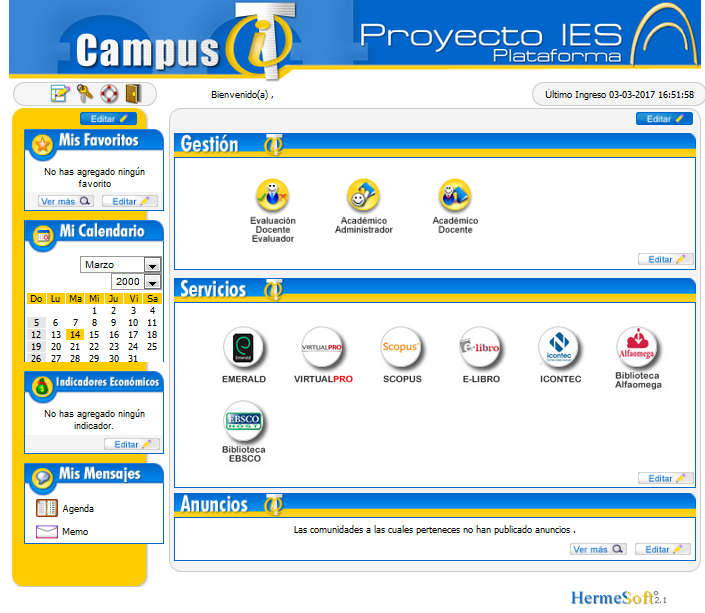 Campus iT
Proyecto IES
Plataforma
Bienvenido(a) ,
Último Ingreso 03-03-2017 16:51:58
Editar
Mis Favoritos
No has agregado ningún
favorito
Ver más
Editar
Mi Calendario
Marzo
2000
Do Lu Ma Mi Ju Vi Sa
1 2 3 4
5 6 7 8 9 10 11
12 13 14 15 16 17 18
19 20 21 22 23 24 25
26 27 28 29 30 31
Indicadores Económicos
No has agregado ningún
indicador.
Editar
Mis Mensajes
Agenda
Memo
Editar
Gestión iT
Evaluación
Docente
Evaluador
Académico
Administrador
Académico
Docente
Editar
Servicios iT
Emerald
EMERALD
VIRTUALPRO
VIRTUALPRO
Scopus
SCOPUS
e-libro
E-LIBRO
icontec
ICONTEC
Alfaomega
Biblioteca
Alfaomega
EBSCO
HOST
Biblioteca
EBSCO
Editar
Anuncios iT
Las comunidades a las cuales perteneces no han publicado anuncios .
Ver más
Editar
HermeSoft® 2.1